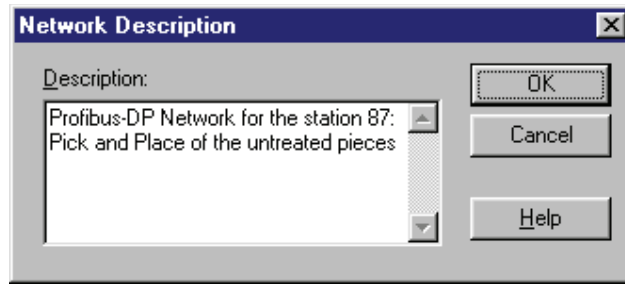 Network Description
Description:
Profibus-DP Network for the station 87:
Pick and Place of the untreated pieces
OK
Cancel
Help